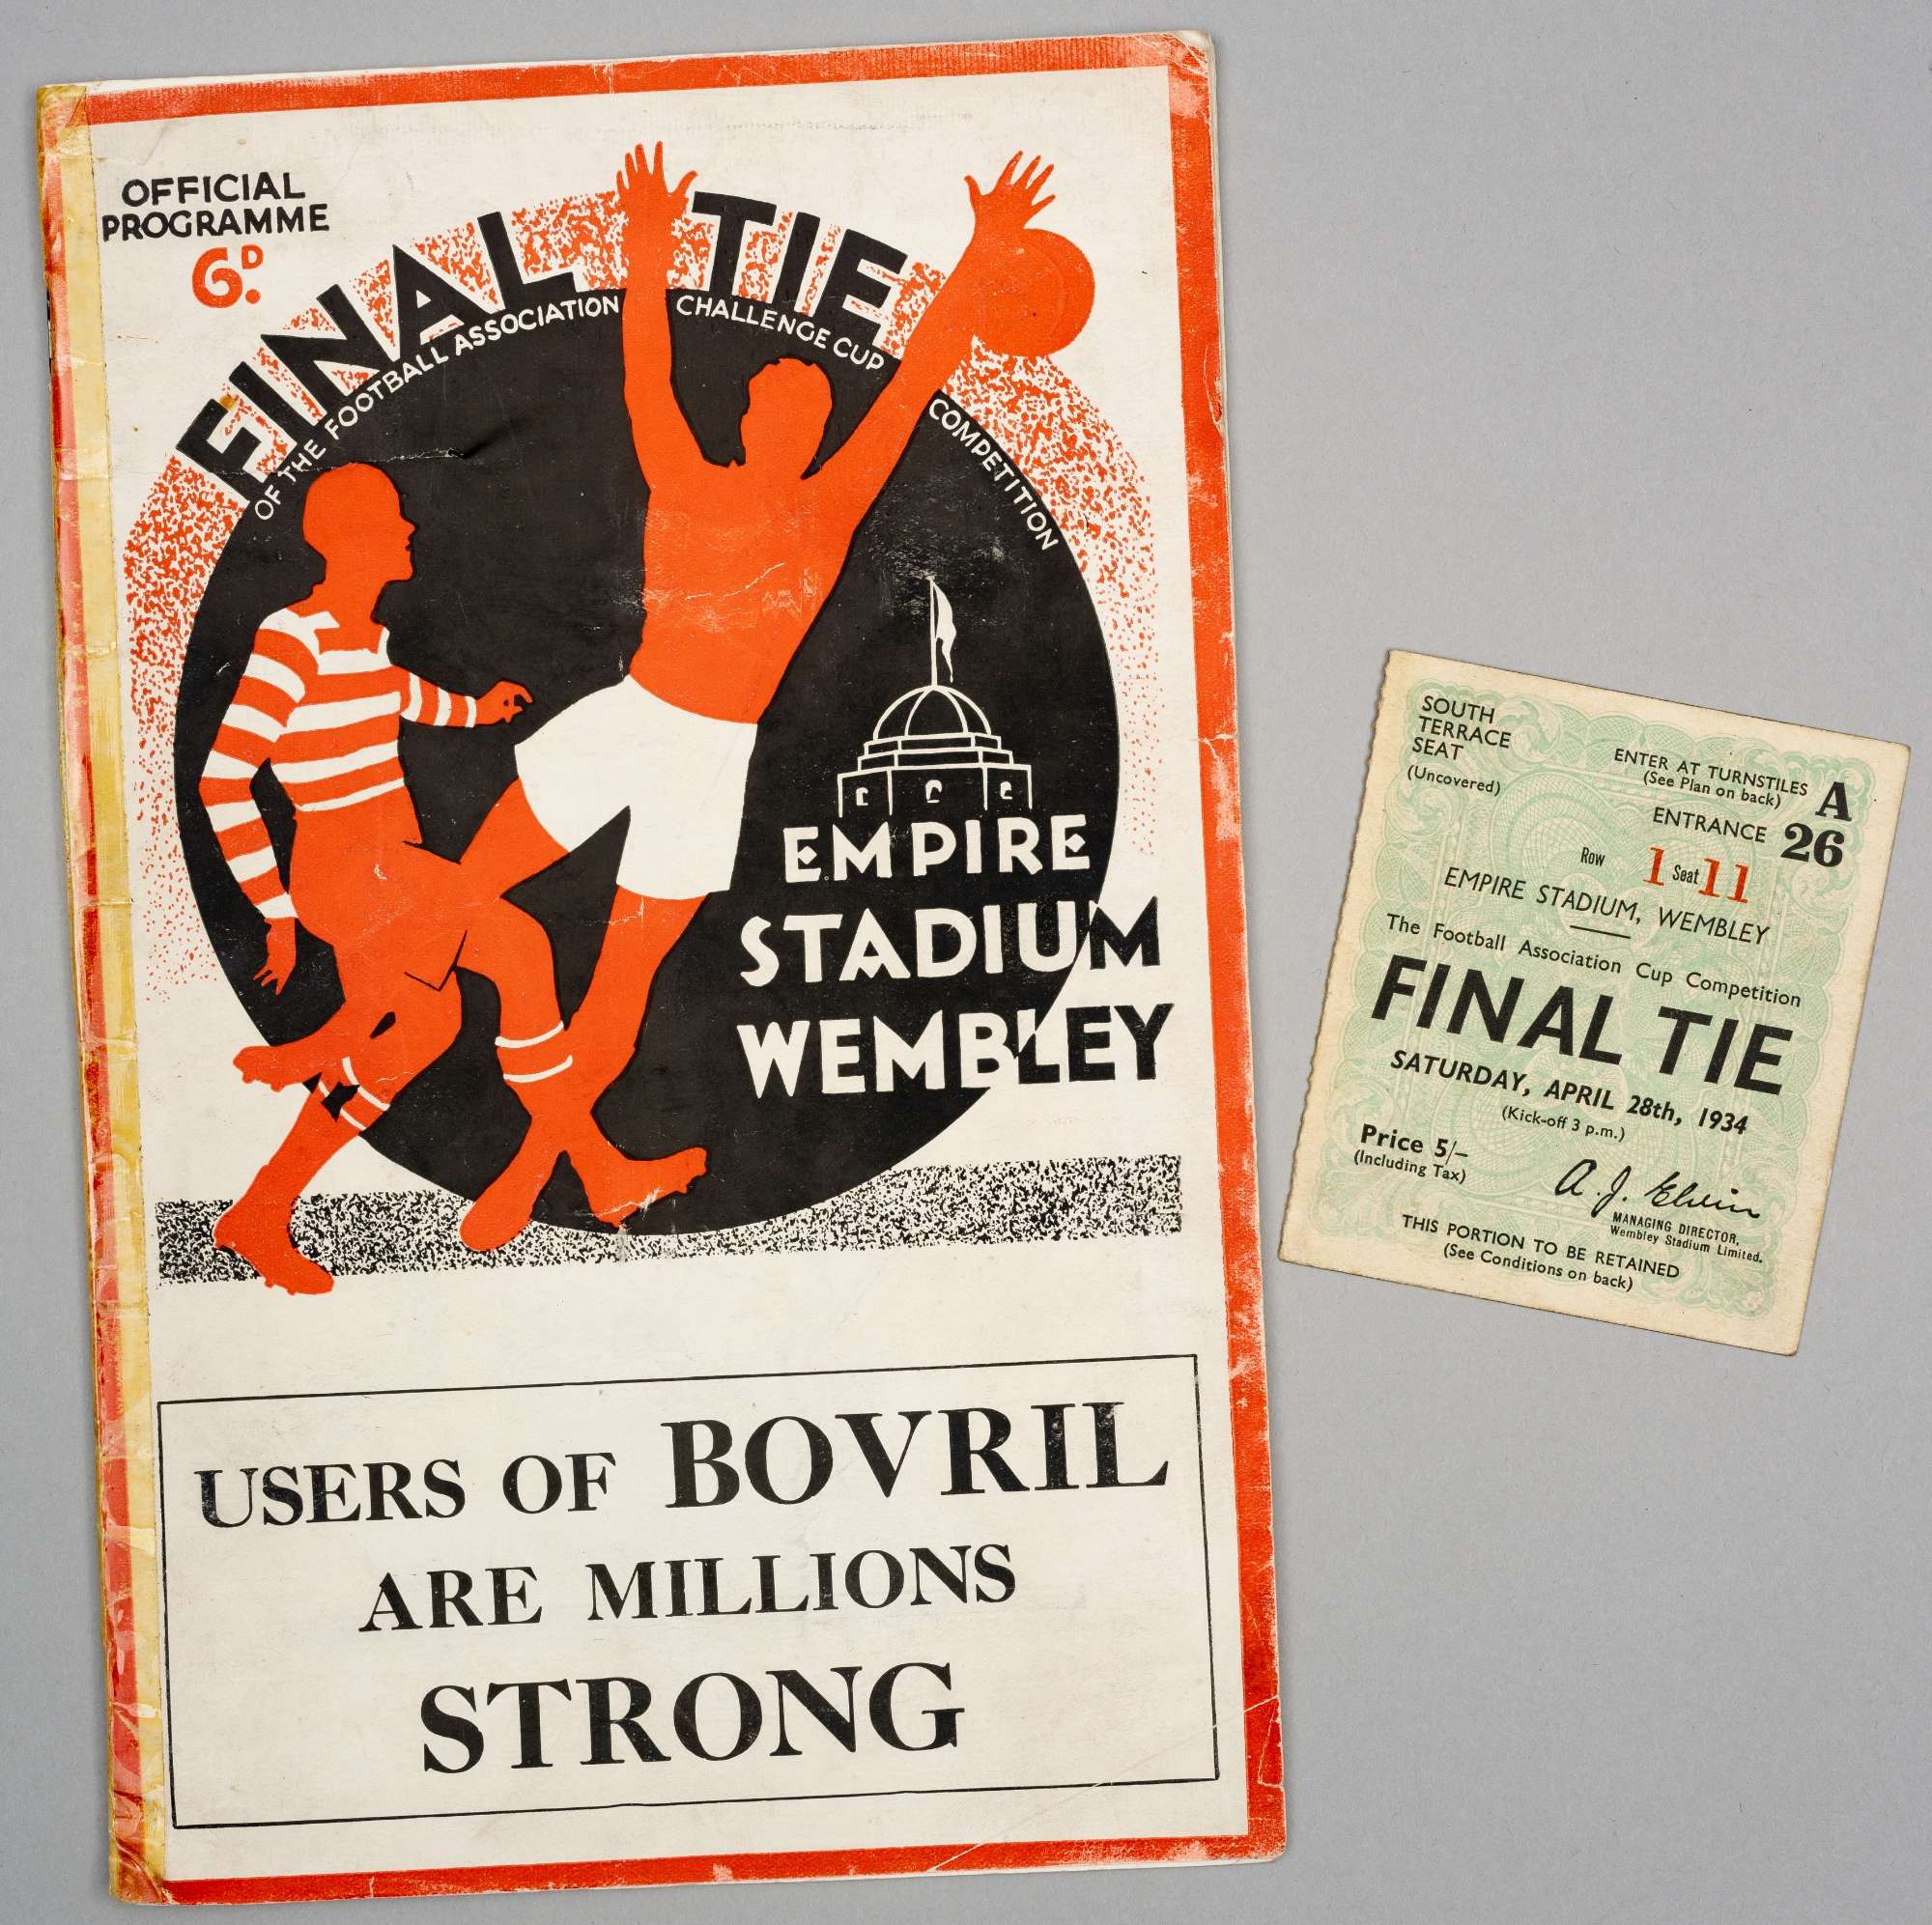 OFFICIAL
PROGRAMME
6D.
FINAL TIE
OF THE FOOTBALL ASSOCIATION CHALLENGE CUP COMPETITION
EMPIRE
STADIUM
WEMBLEY
USERS OF BOVRIL
ARE MILLIONS
STRONG
SOUTH
TERRACE
SEAT
(Uncovered)
ENTER AT TURNSTILES A
(See Plan on back)
ENTRANCE 26
Row 1 Seat 11
EMPIRE STADIUM, WEMBLEY
The Football Association Cup Competition
FINAL TIE
SATURDAY, APRIL 28th, 1934
(Kick-off 3 p.m.)
Price 5/-
(Including Tax)
A. J. Elvin
MANAGING DIRECTOR,
Wembley Stadium Limited.
THIS PORTION TO BE RETAINED
(See Conditions on back)